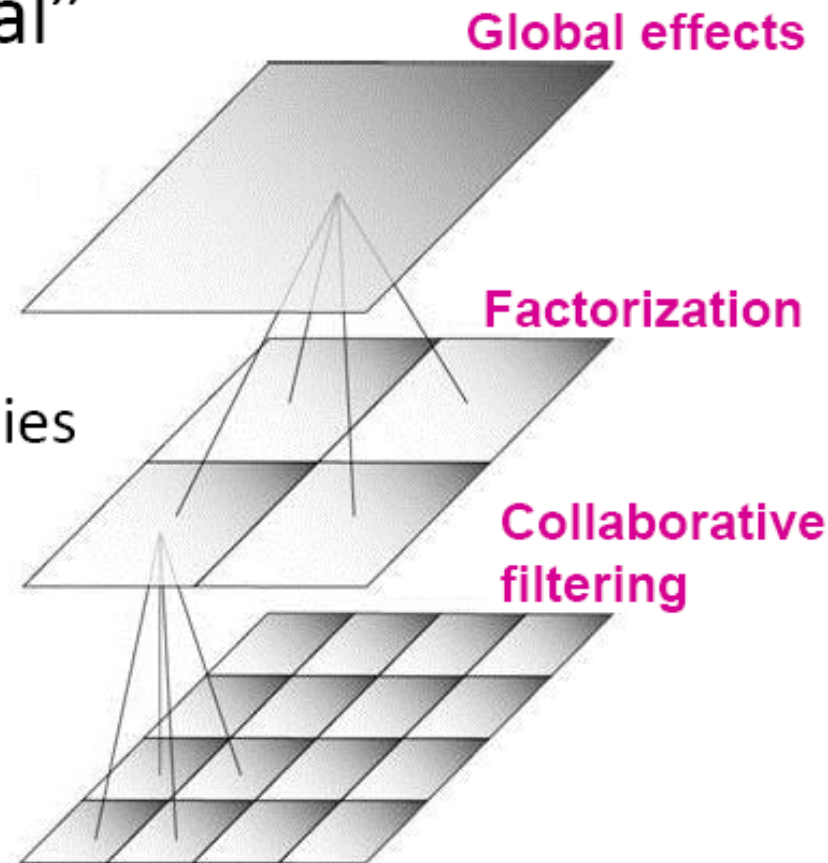 al”
Global effects
Factorization
ies
Collaborative
filtering